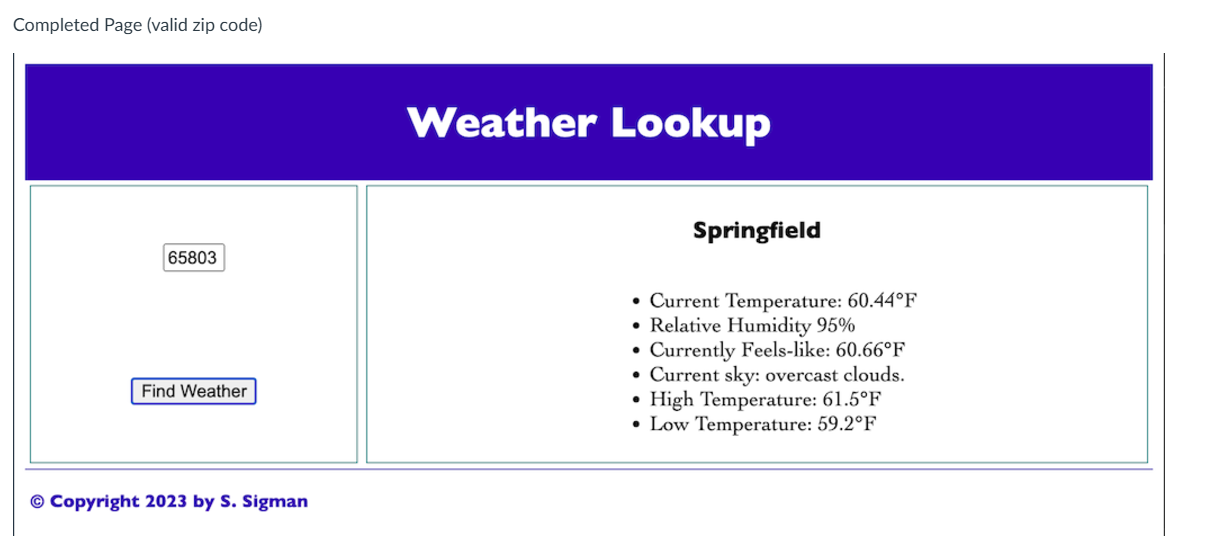 Completed Page (valid zip code)
Weather Lookup
65803
Find Weather
Springfield
• Current Temperature: 60.44°F
• Relative Humidity 95%
• Currently Feels-like: 60.66°F
• Current sky: overcast clouds.
• High Temperature: 61.5°F
• Low Temperature: 59.2°F
© Copyright 2023 by S. Sigman